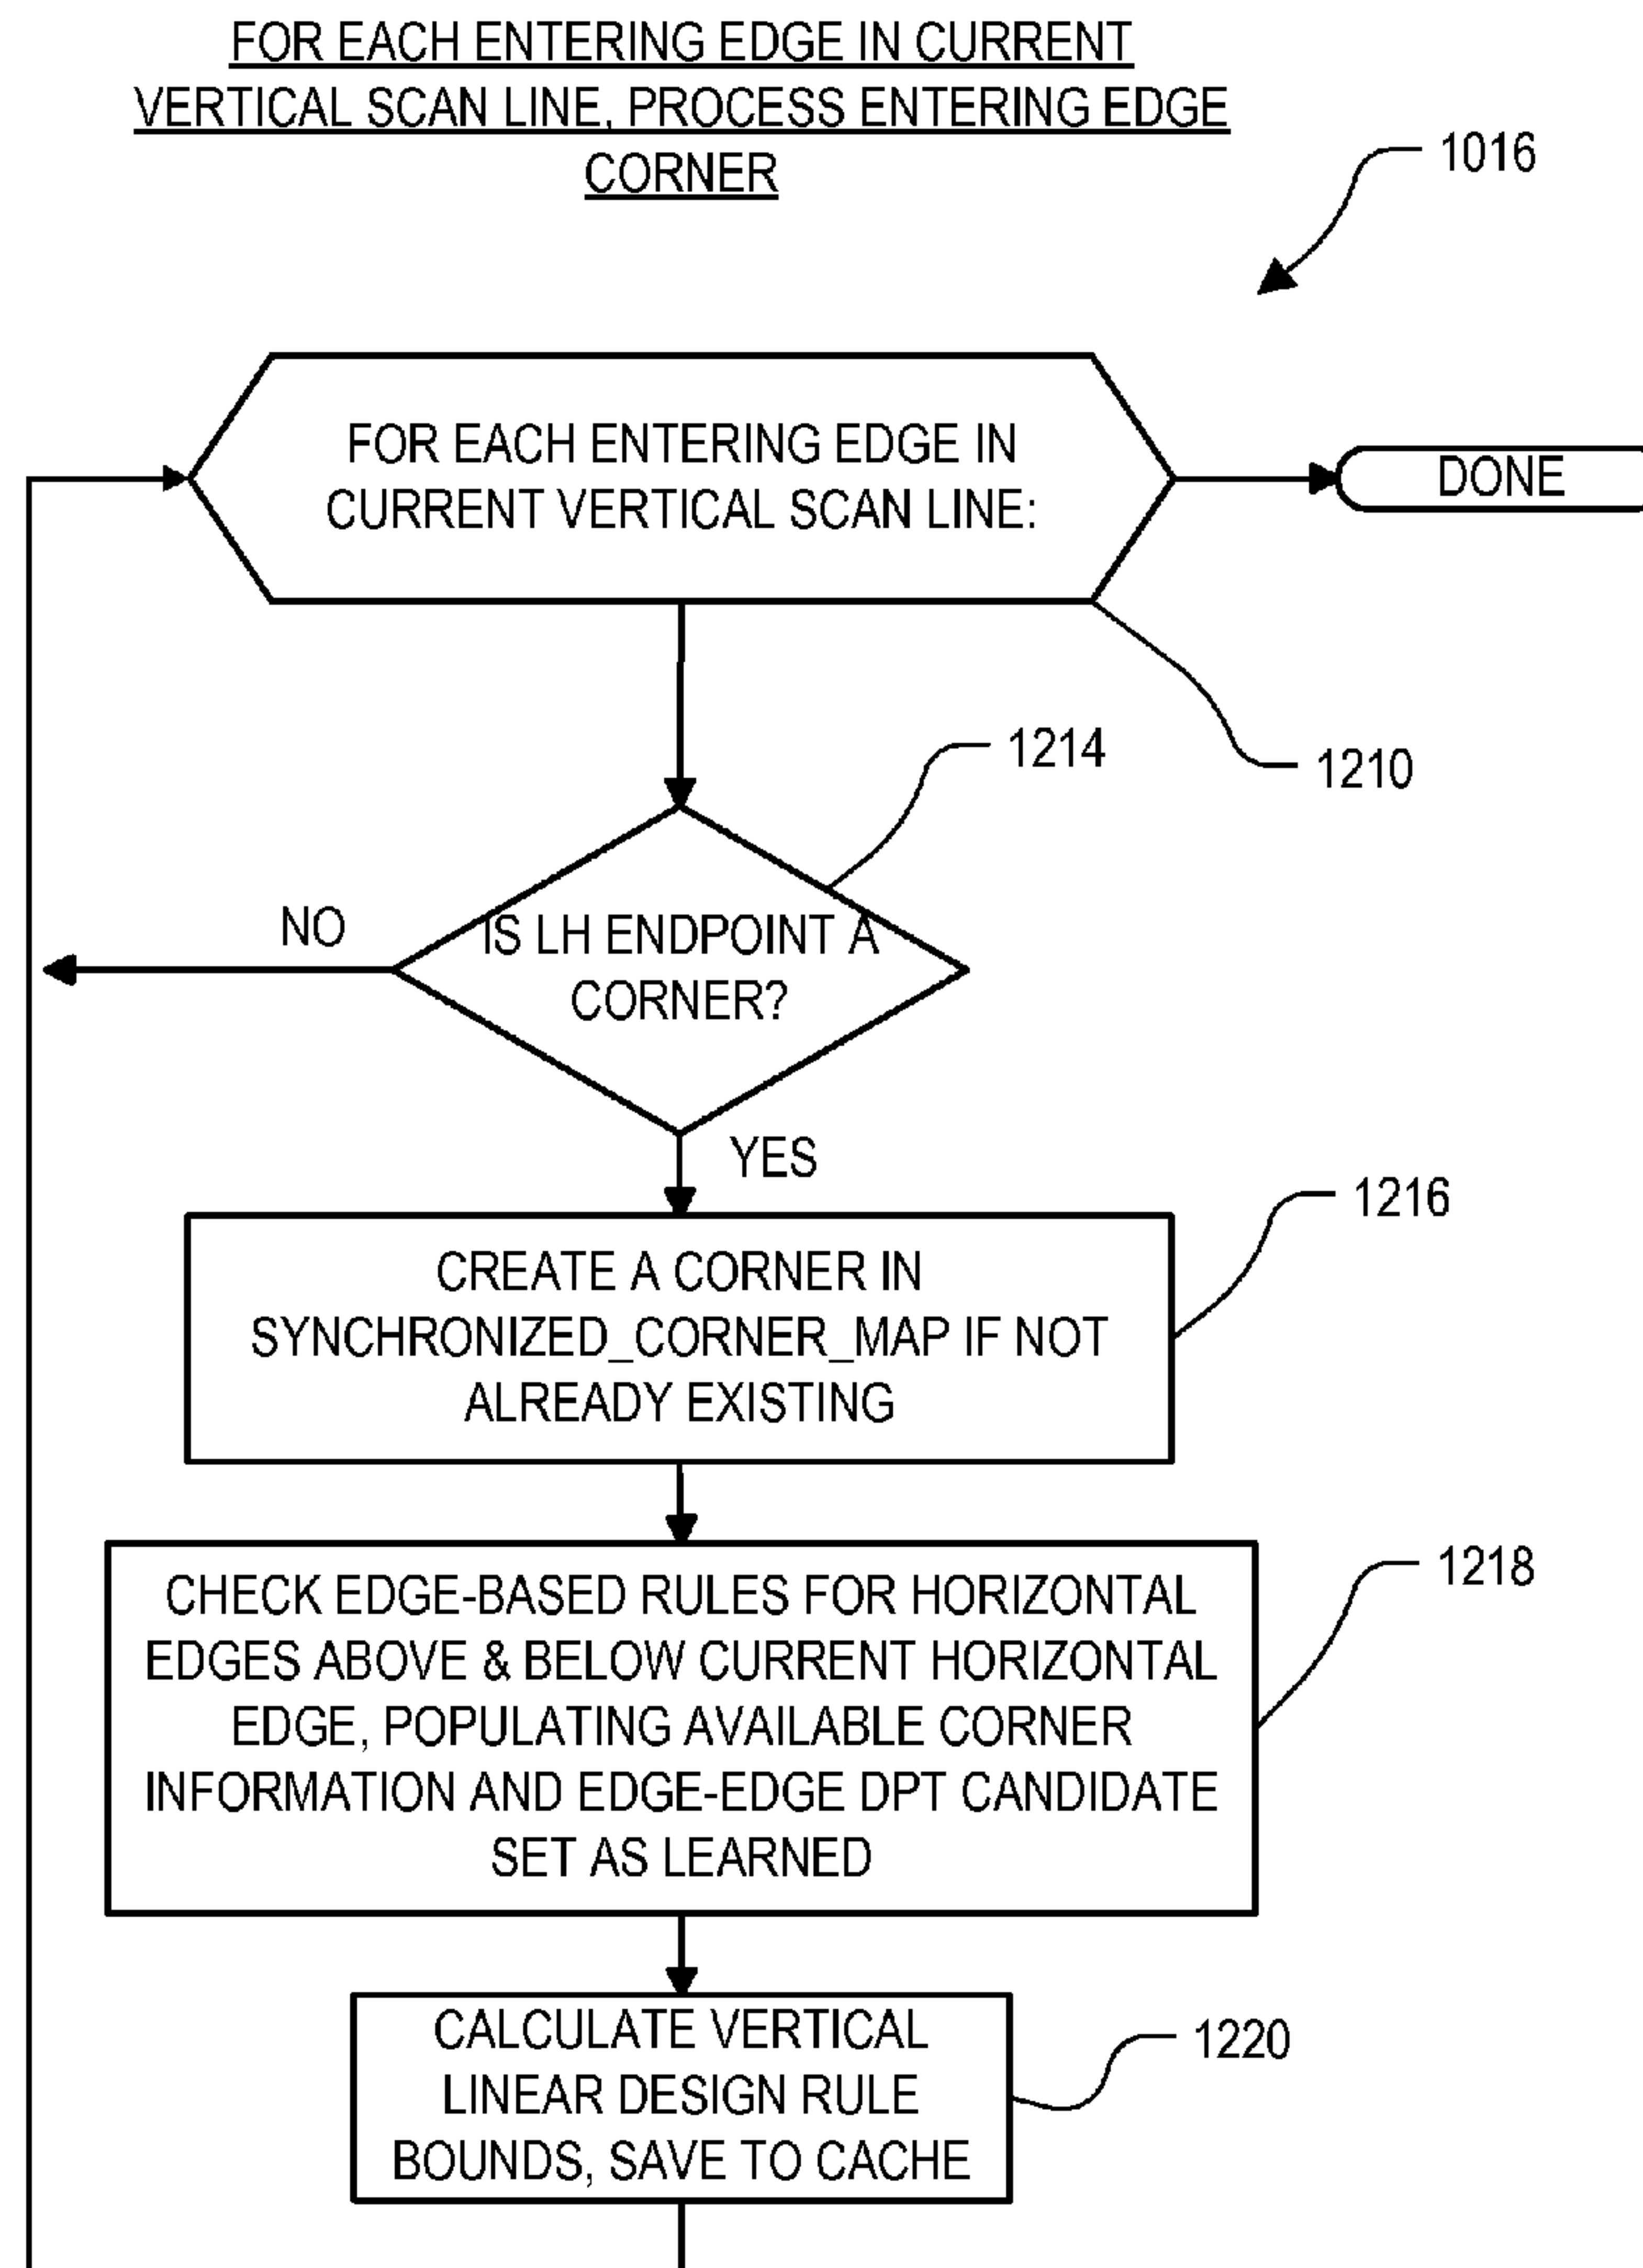 FOR EACH ENTERING EDGE IN CURRENT
VERTICAL SCAN LINE, PROCESS ENTERING EDGE
CORNER
1016
FOR EACH ENTERING EDGE IN
CURRENT VERTICAL SCAN LINE:
DONE
1210
1214
IS LH ENDPOINT A
CORNER?
NO
YES
1216
CREATE A CORNER IN
SYNCHRONIZED_CORNER_MAP IF NOT
ALREADY EXISTING
1218
CHECK EDGE-BASED RULES FOR HORIZONTAL
EDGES ABOVE & BELOW CURRENT HORIZONTAL
EDGE, POPULATING AVAILABLE CORNER
INFORMATION AND EDGE-EDGE DPT CANDIDATE
SET AS LEARNED
1220
CALCULATE VERTICAL
LINEAR DESIGN RULE
BOUNDS, SAVE TO CACHE